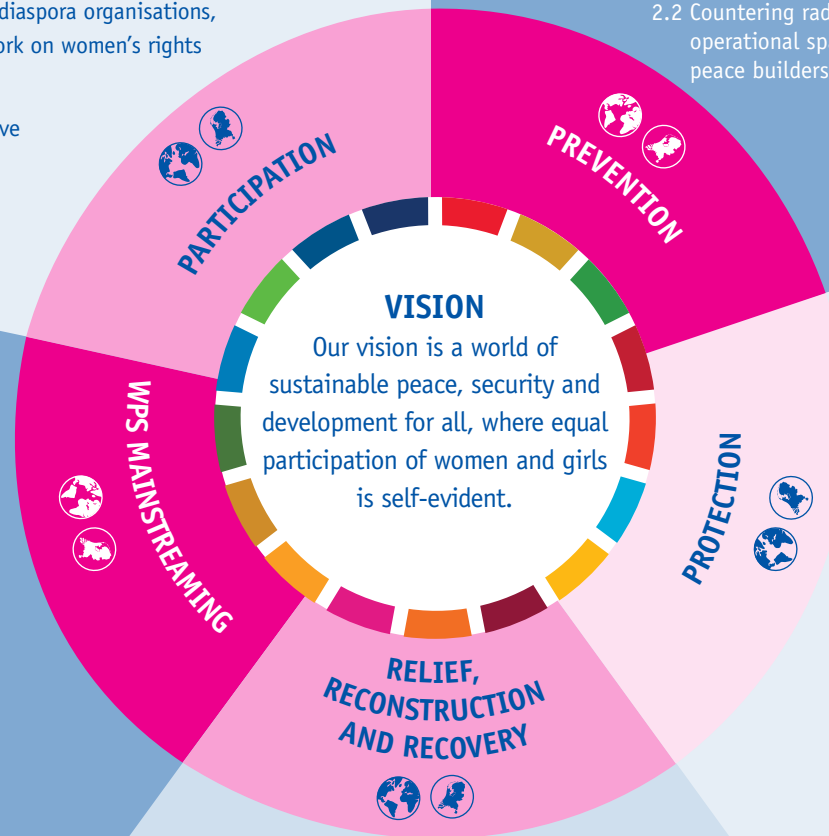 diaspora organisations,
ork on women's rights
ve
2.2 Countering rad
operational sp
peace builders
PARTICIPATION
PREVENTION
VISION
Our vision is a world of
sustainable peace, security and
development for all, where equal
participation of women and girls
is self-evident.
WPS MAINSTREAMING
PROTECTION
RELIEF,
RECONSTRUCTION
AND RECOVERY